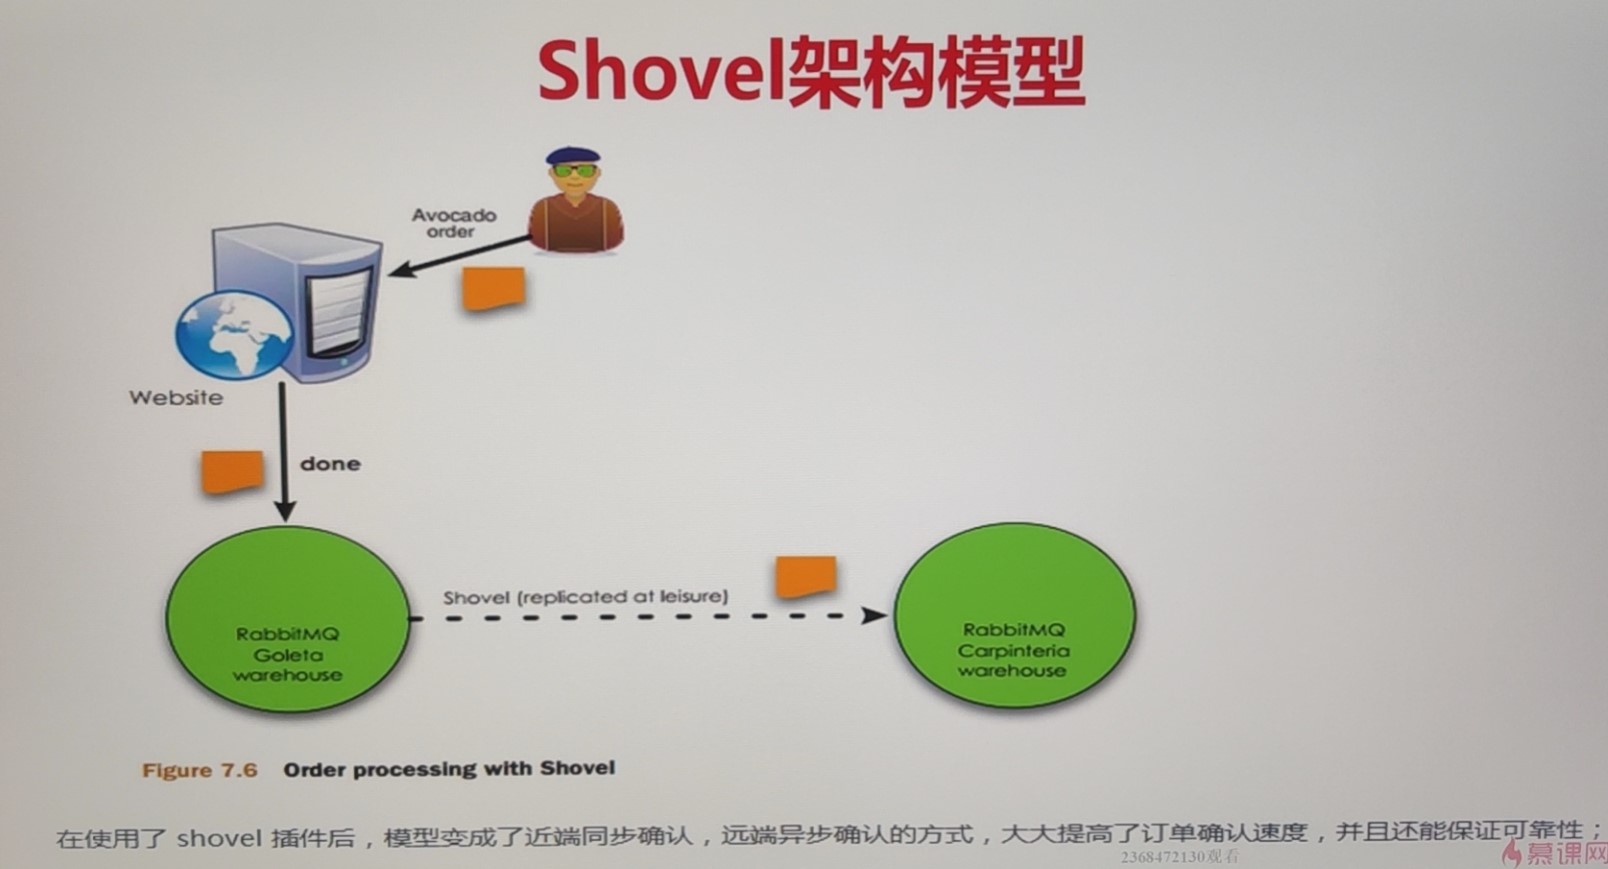 Shovel架构模型
Avocado
order
Website
done
Shovel (replicated at leisure)
RabbitMQ
Goleta
warehouse
RabbitMQ
Carpinteria
warehouse
Figure 7.6 Order processing with Shovel
在使用了 shovel 插件后，模型变成了近端同步确认，远端异步确认的方式，大大提高了订单确认速度，并且还能保证可靠性；
2368472130观看
慕课网